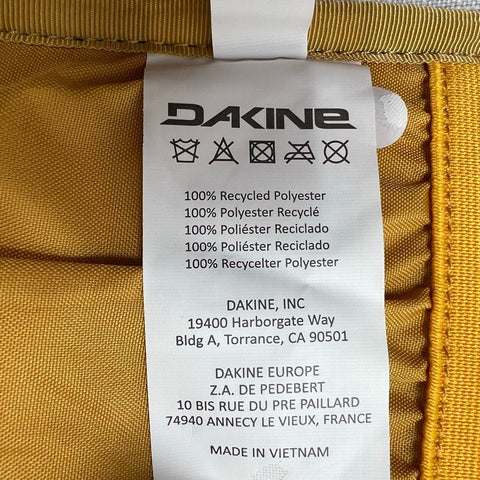 DAKINE
100% Recycled Polyester
100% Polyester Recyclé
100% Poliéster Reciclado
100% Poliéster Reciclado
100% Recycelter Polyester
DAKINE, INC
19400 Harborgate Way
Bldg A, Torrance, CA 90501
DAKINE EUROPE
Z.A. DE PEDEBERT
10 BIS RUE DU PRE PAILLARD
74940 ANNECY LE VIEUX, FRANCE
MADE IN VIETNAM